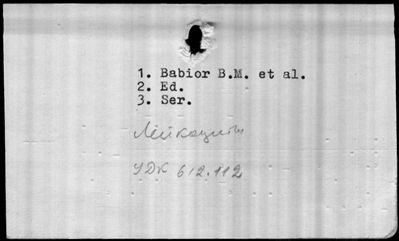 1. Babior B.M. et al.
2. Ed.
3. Ser.
Лейкоциты
УДК 612.112